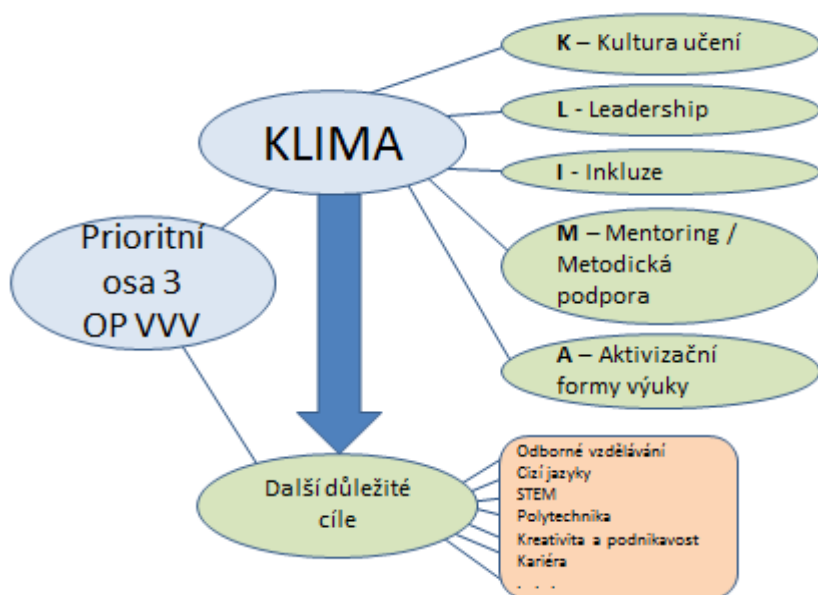 K – Kultura učení
L - Leadership
KLIMA
I - Inkluze
Prioritní
osa 3
OP VVV
M – Mentoring /
Metodická
podpora
A – Aktivizační
formy výuky
Další důležité
cíle
Odborné vzdělávání
Cizí jazyky
STEM
Polytechnika
Kreativita a podnikavost
Kariéra
. . .